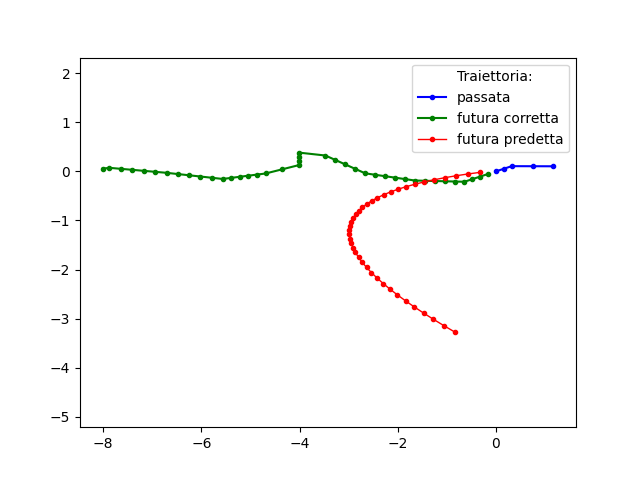 Traiettoria:
passata
futura corretta
futura predetta
2
1
0
−1
−2
−3
−4
−5
−8 −6 −4 −2 0